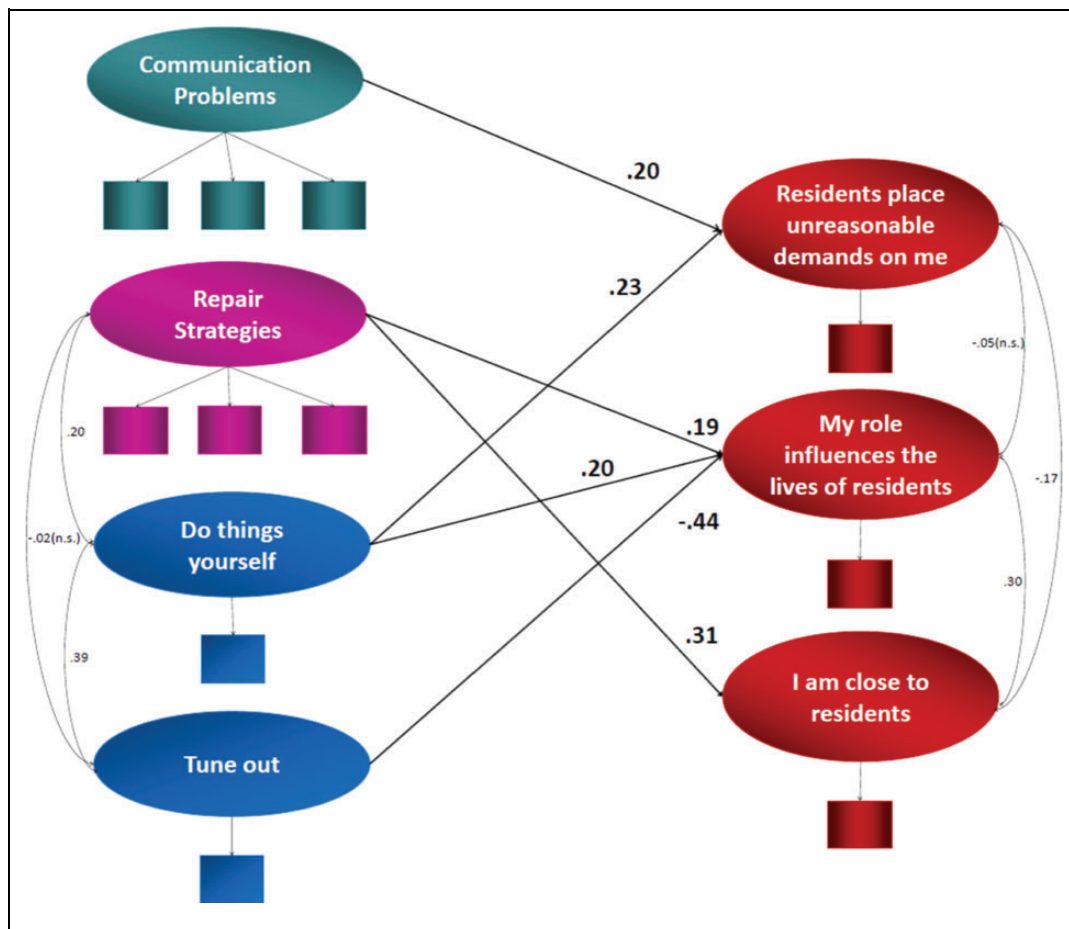 Communication
Problems
.20
Residents place
unreasonable
demands on me
.23
Repair
Strategies
-.05(n.s.)
.20
.19
My role
influences the
lives of residents
.20
-.17
-.44
Do things
yourself
-.02(n.s.)
.30
.31
.39
I am close to
residents
Tune out